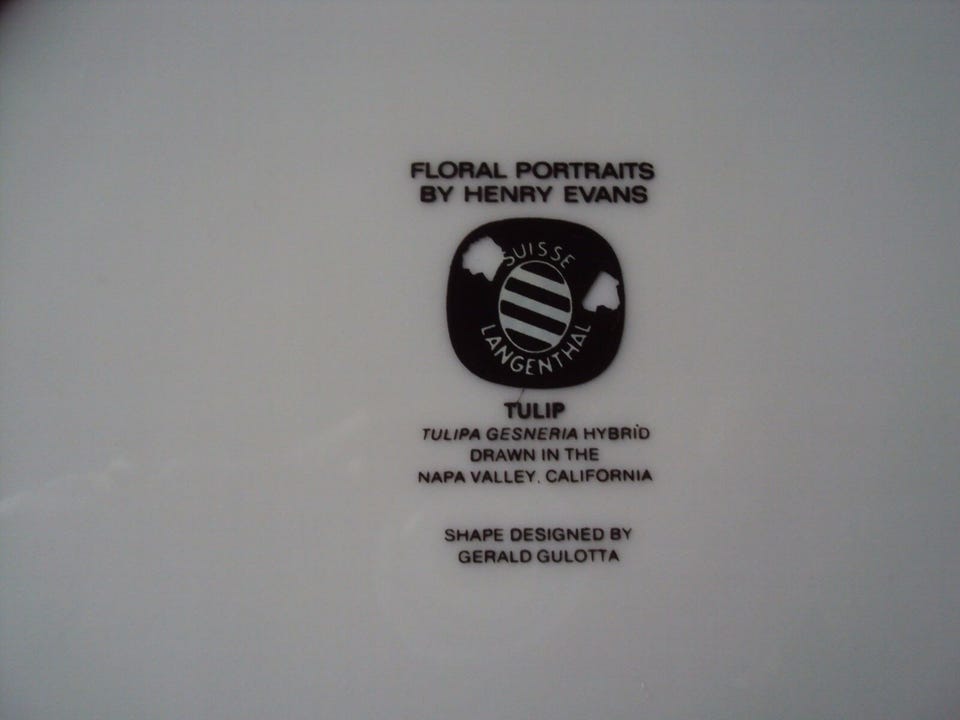 FLORAL PORTRAITS
BY HENRY EVANS
SUISSE
LANGENTHAL
TULIP
TULIPA GESNERIA HYBRID
DRAWN IN THE
NAPA VALLEY. CALIFORNIA
SHAPE DESIGNED BY
GERALD GULOTTA